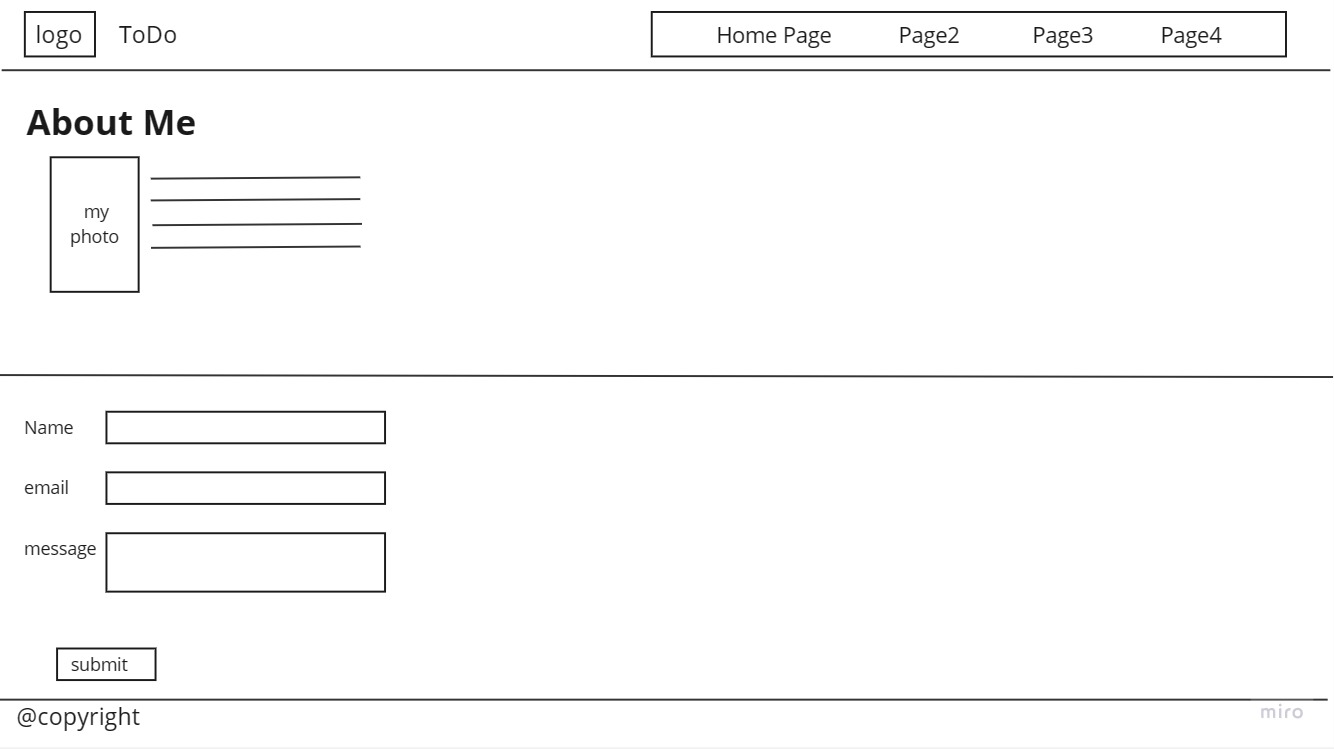 logo ToDo Home Page Page2 Page3 Page4
About Me
my
photo
Name
email
message
submit
@copyright
miro